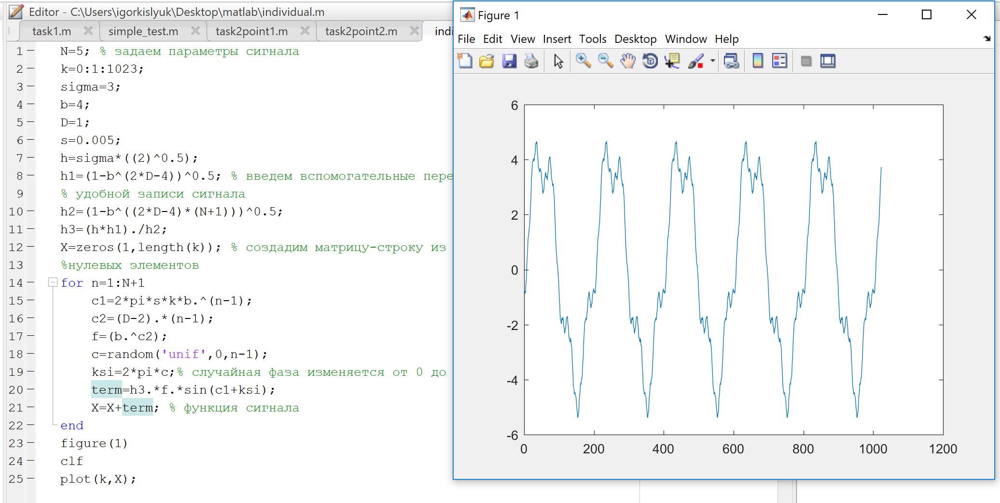 Editor - C:\Users\igorkislyuk\Desktop\matlab\individual.m
task1.m simple_test.m task2point1.m task2point2.m indi
1 N=5; % задаем параметры сигнала
2 k=0:1:1023;
3 sigma=3;
4 b=4;
5 D=1;
6 s=0.005;
7 h=sigma*((2)^0.5);
8 h1=(1-b^(2*D-4))^0.5; % введем вспомогательные пере
9 % удобной записи сигнала
10 h2=(1-b^((2*D-4)*(N+1)))^0.5;
11 h3=(h*h1)./h2;
12 X=zeros(1,length(k)); % создадим матрицу-строку из
13 %нулевых элементов
14 for n=1:N+1
15 c1=2*pi*s*k*b.^(n-1);
16 c2=(D-2).*(n-1);
17 f=(b.^c2);
18 c=random('unif',0,n-1);
19 ksi=2*pi*c;% случайная фаза изменяется от 0 до
20 term=h3.*f.*sin(c1+ksi);
21 X=X+term; % функция сигнала
22 end
23 figure(1)
24 clf
25 plot(k,X);
Figure 1
File Edit View Insert Tools Desktop Window Help
6
4
2
0
-2
-4
-6
0 200 400 600 800 1000 1200